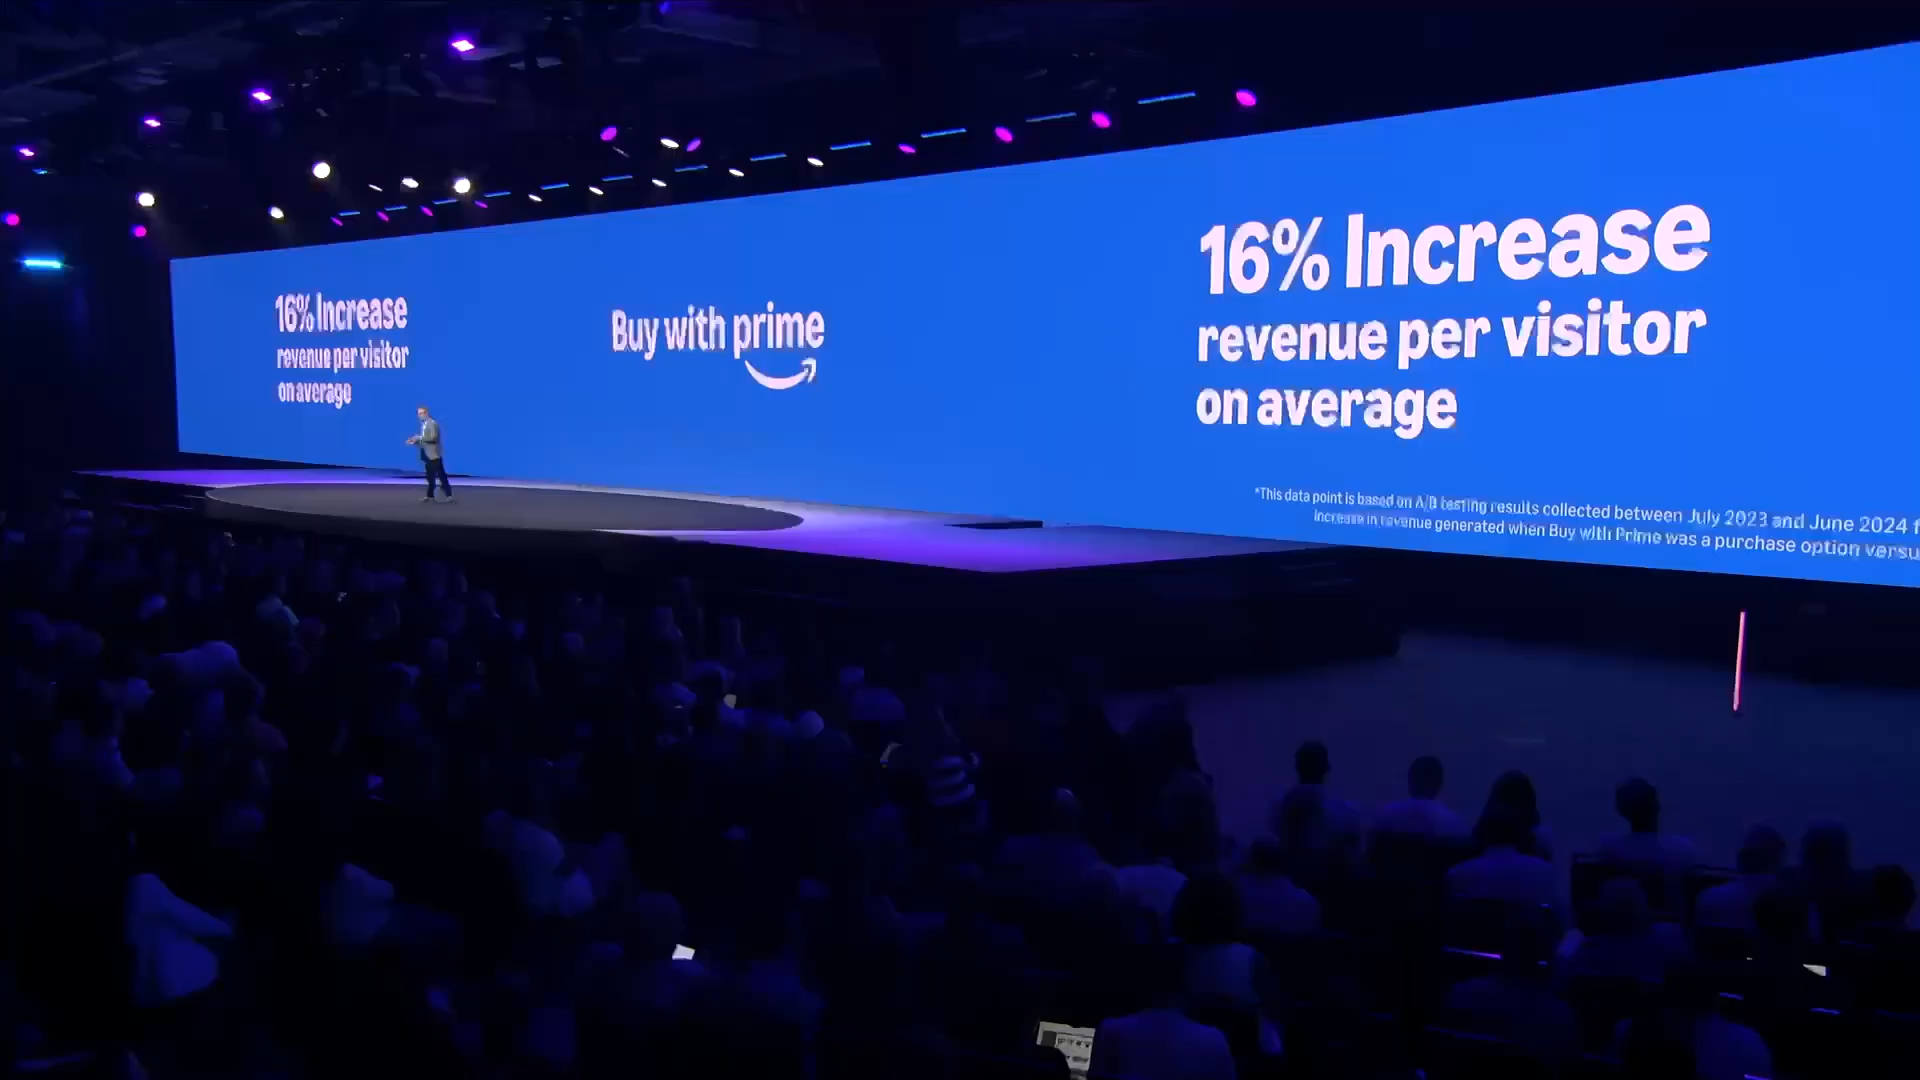 16% Increase
revenue per visitor
on average
Buy with prime
16% Increase
revenue per visitor
on average
*This data point is based on A/B testing results collected between July 2023 and June 2024
increase in revenue generated when Buy with Prime was a purchase option